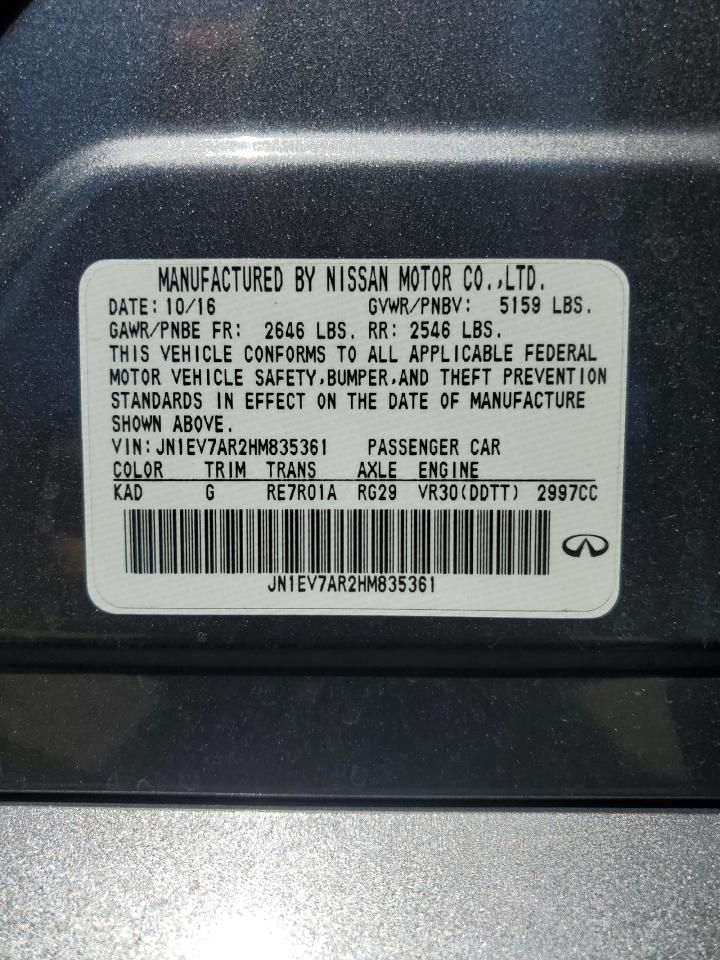 MANUFACTURED BY NISSAN MOTOR CO.,LTD.
DATE: 10/16 GVWR/PNBV: 5159 LBS.
GAWR/PNBE FR: 2646 LBS. RR: 2546 LBS.
THIS VEHICLE CONFORMS TO ALL APPLICABLE FEDERAL
MOTOR VEHICLE SAFETY,BUMPER,AND THEFT PREVENTION
STANDARDS IN EFFECT ON THE DATE OF MANUFACTURE
SHOWN ABOVE.
VIN: JN1EV7AR2HM835361 PASSENGER CAR
COLOR TRIM TRANS AXLE ENGINE
KAD G RE7R01A RG29 VR30(DDTT) 2997CC
JN1EV7AR2HM835361